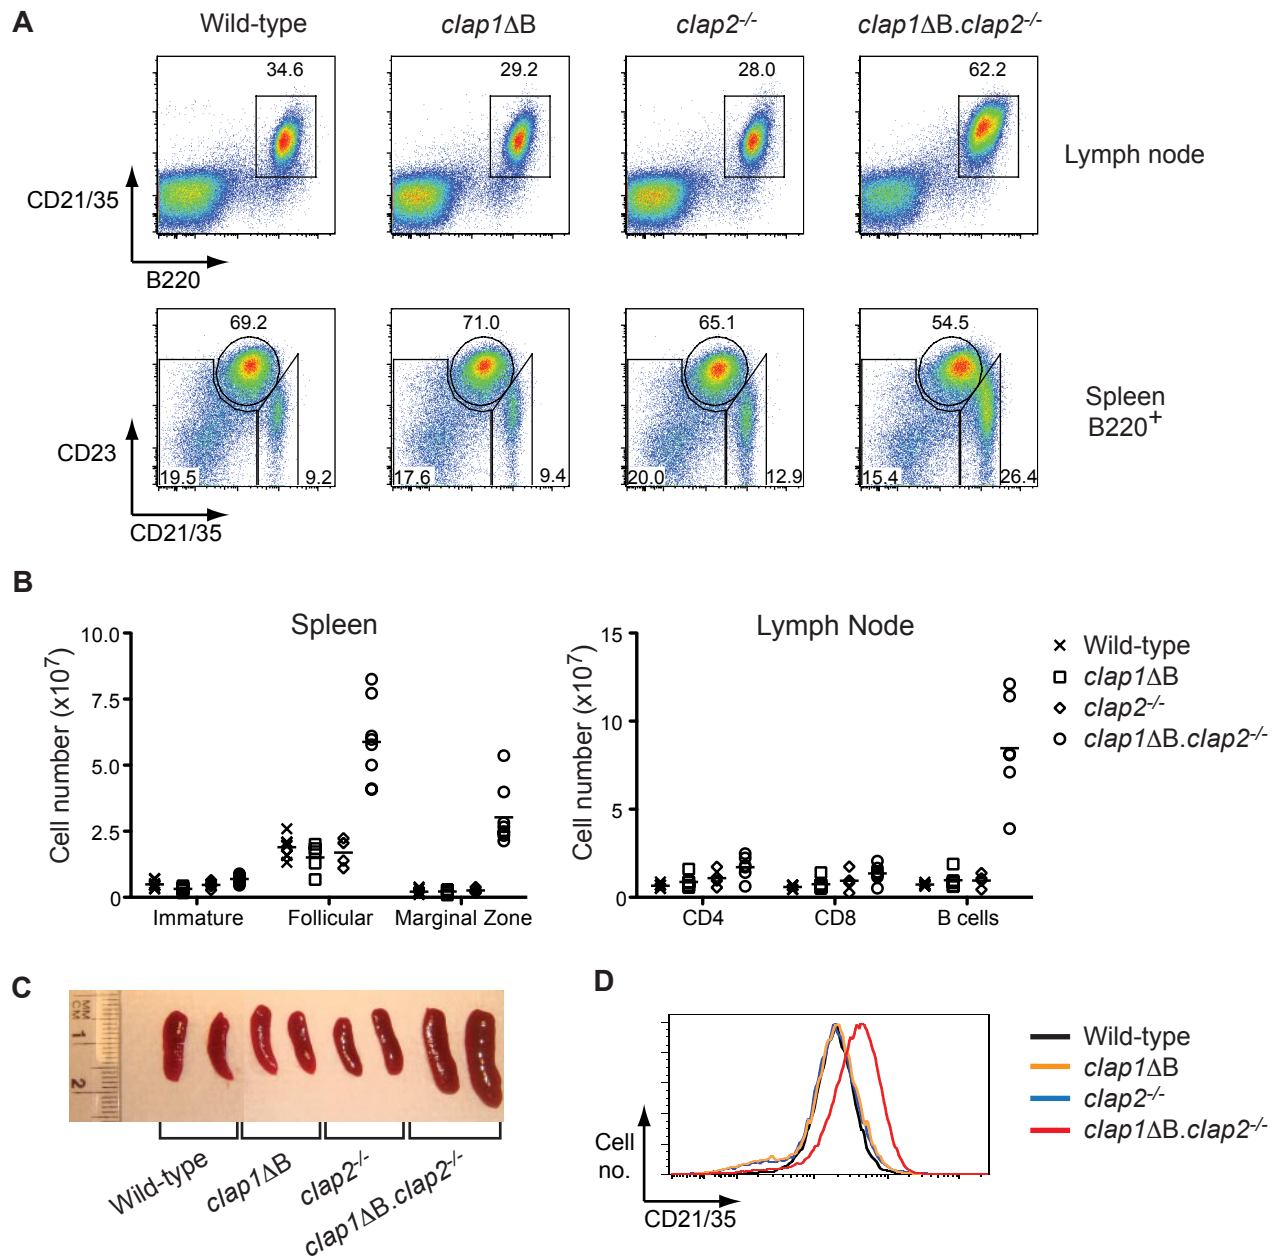 A
Wild-type clap1ΔB clap2-/- clap1ΔB.clap2-/-
34.6 29.2 28.0 62.2
Lymph node
CD21/35
B220
69.2 71.0 65.1 54.5
Spleen
B220+
CD23
19.5 9.2 17.6 9.4 20.0 12.9 15.4 26.4
CD21/35
B
Spleen
10.0
7.5
5.0
2.5
0
Cell number (x10^7)
Immature Follicular Marginal Zone
Lymph Node
15
10
5
0
Cell number (x10^7)
CD4 CD8 B cells
Wild-type
clap1ΔB
clap2-/-
clap1ΔB.clap2-/-
C
MM
CM
1
2
Wild-type
clap1ΔB
clap2-/-
clap1ΔB.clap2-/-
D
Cell
no.
CD21/35
Wild-type
clap1ΔB
clap2-/-
clap1ΔB.clap2-/-